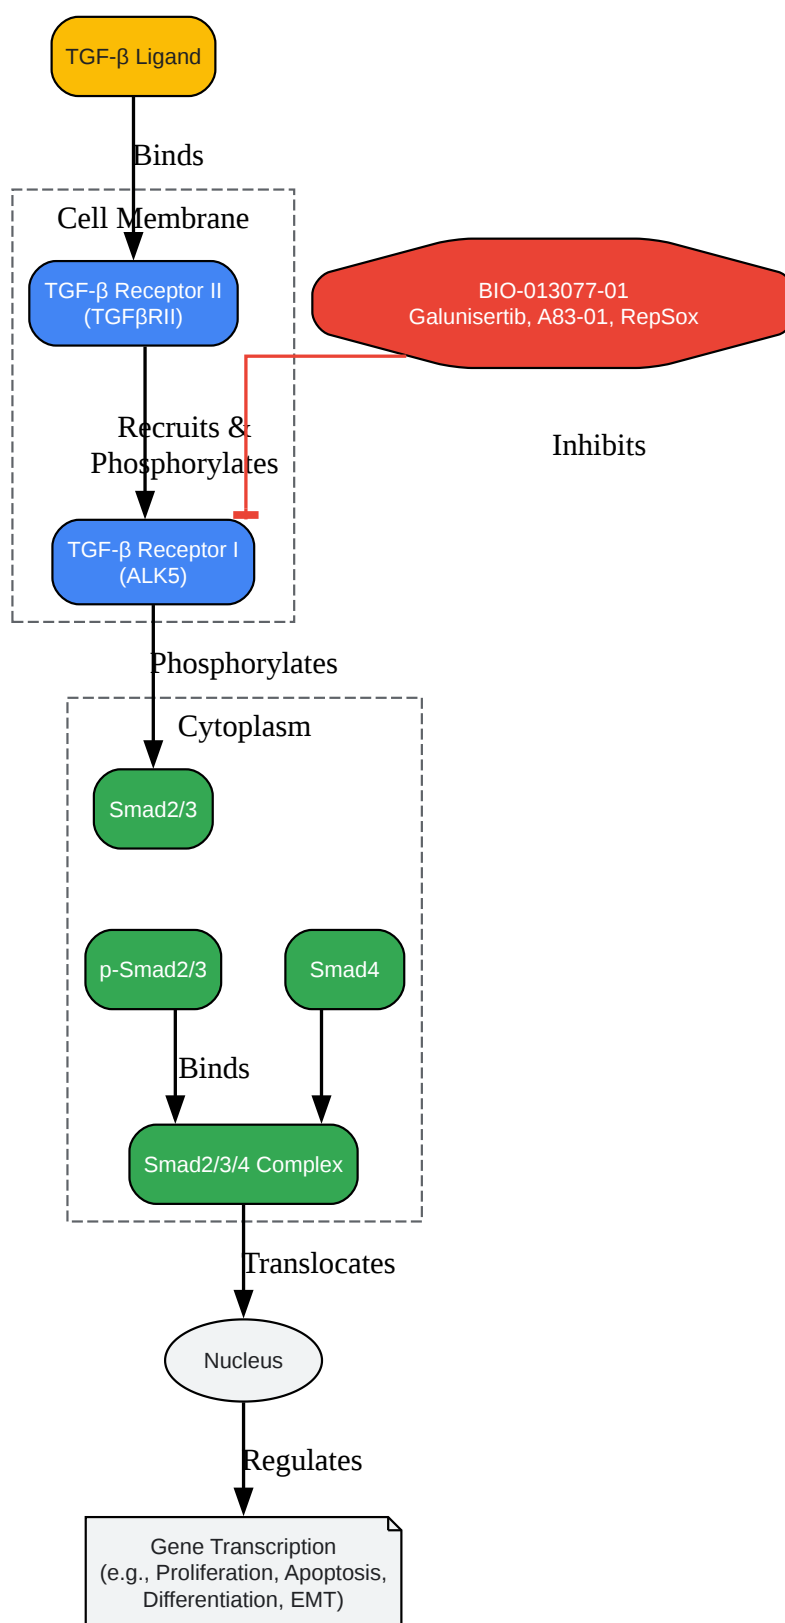 TGF-β Ligand
Binds
Cell Membrane
TGF-β Receptor II
(TGFβRII)
BIO-013077-01
Galunisertib, A83-01, RepSox
Recruits &
Phosphorylates
Inhibits
TGF-β Receptor I
(ALK5)
Phosphorylates
Cytoplasm
Smad2/3
p-Smad2/3
Smad4
Binds
Smad2/3/4 Complex
Translocates
Nucleus
Regulates
Gene Transcription
(e.g., Proliferation, Apoptosis,
Differentiation, EMT)